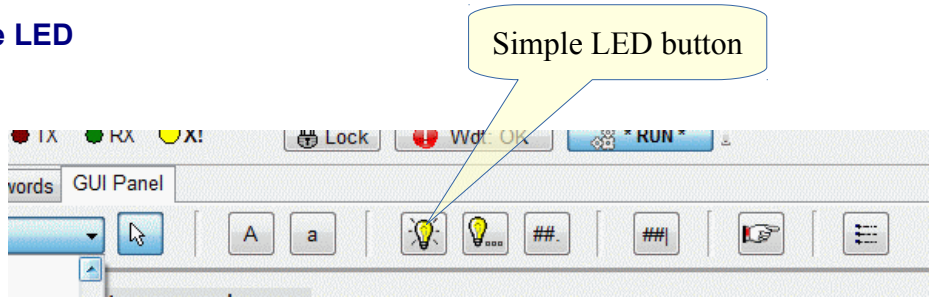 e LED
Simple LED button
TX RX X! Lock Wdt: OK * RUN *
words GUI Panel
A a ##. ##|